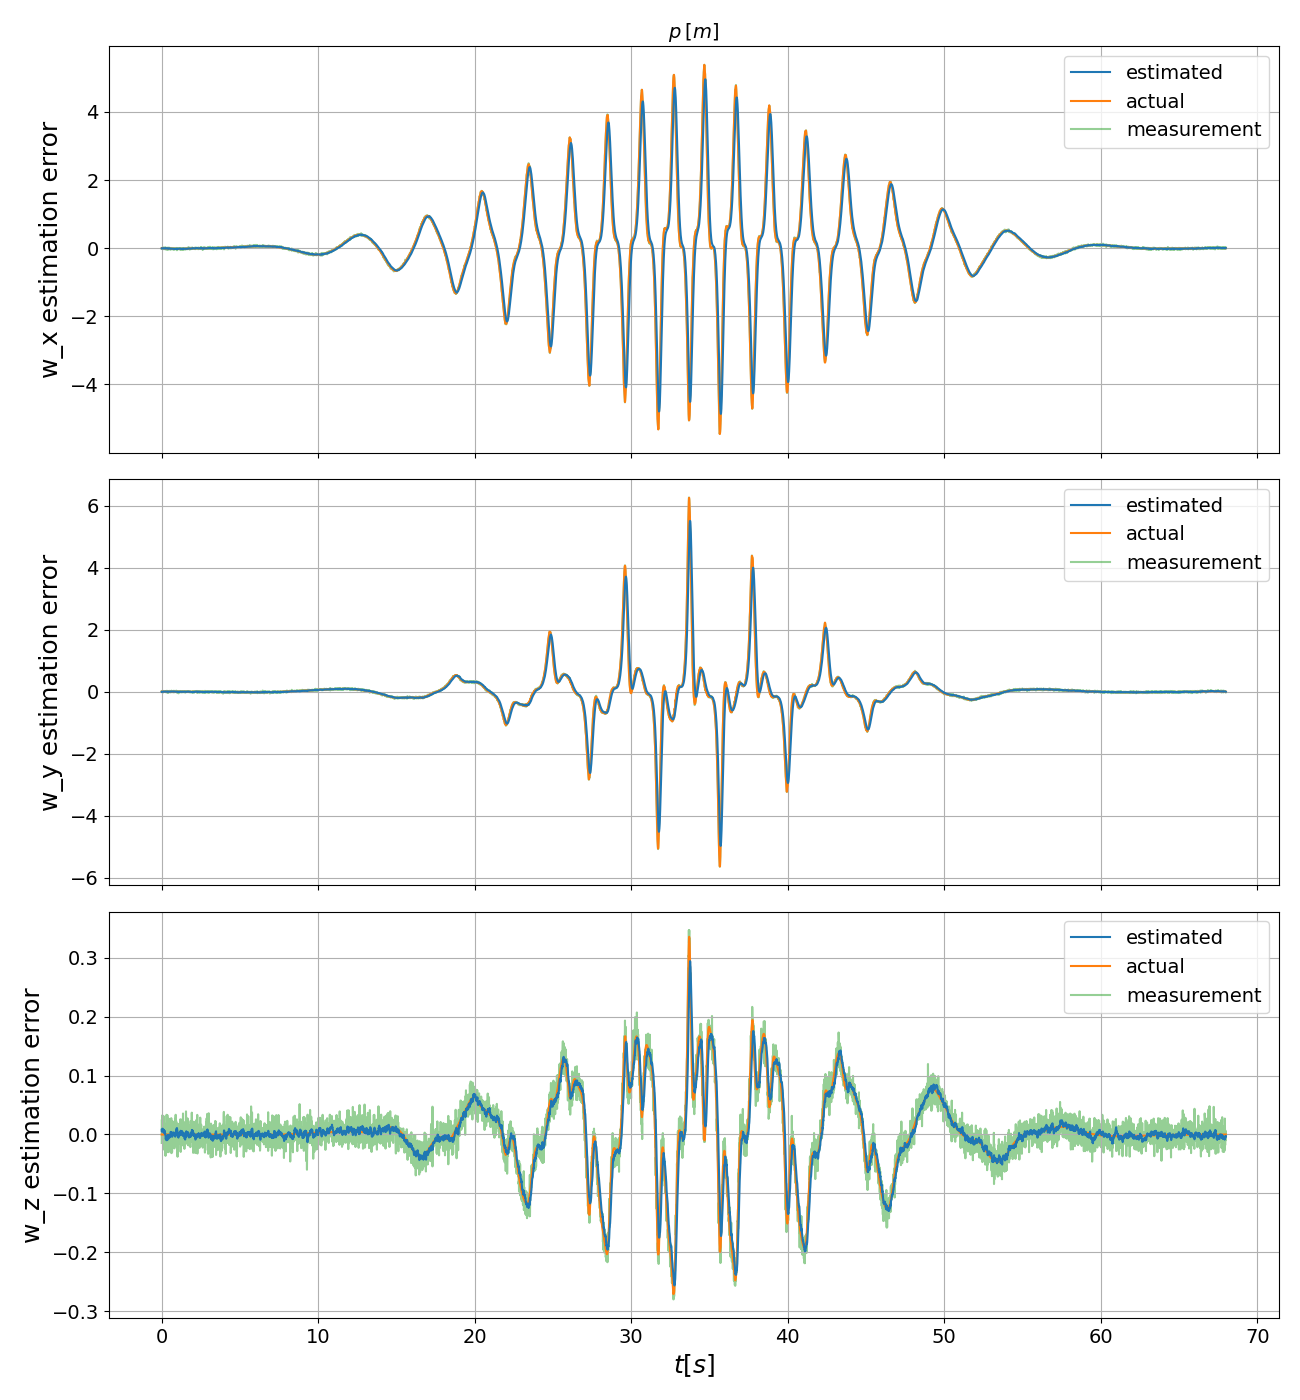 p [m]
estimated
actual
measurement
w_x estimation error
4
2
0
−2
−4
estimated
actual
measurement
w_y estimation error
6
4
2
0
−2
−4
−6
estimated
actual
measurement
w_z estimation error
0.3
0.2
0.1
0.0
−0.1
−0.2
−0.3
0 10 20 30 40 50 60 70
t[s]